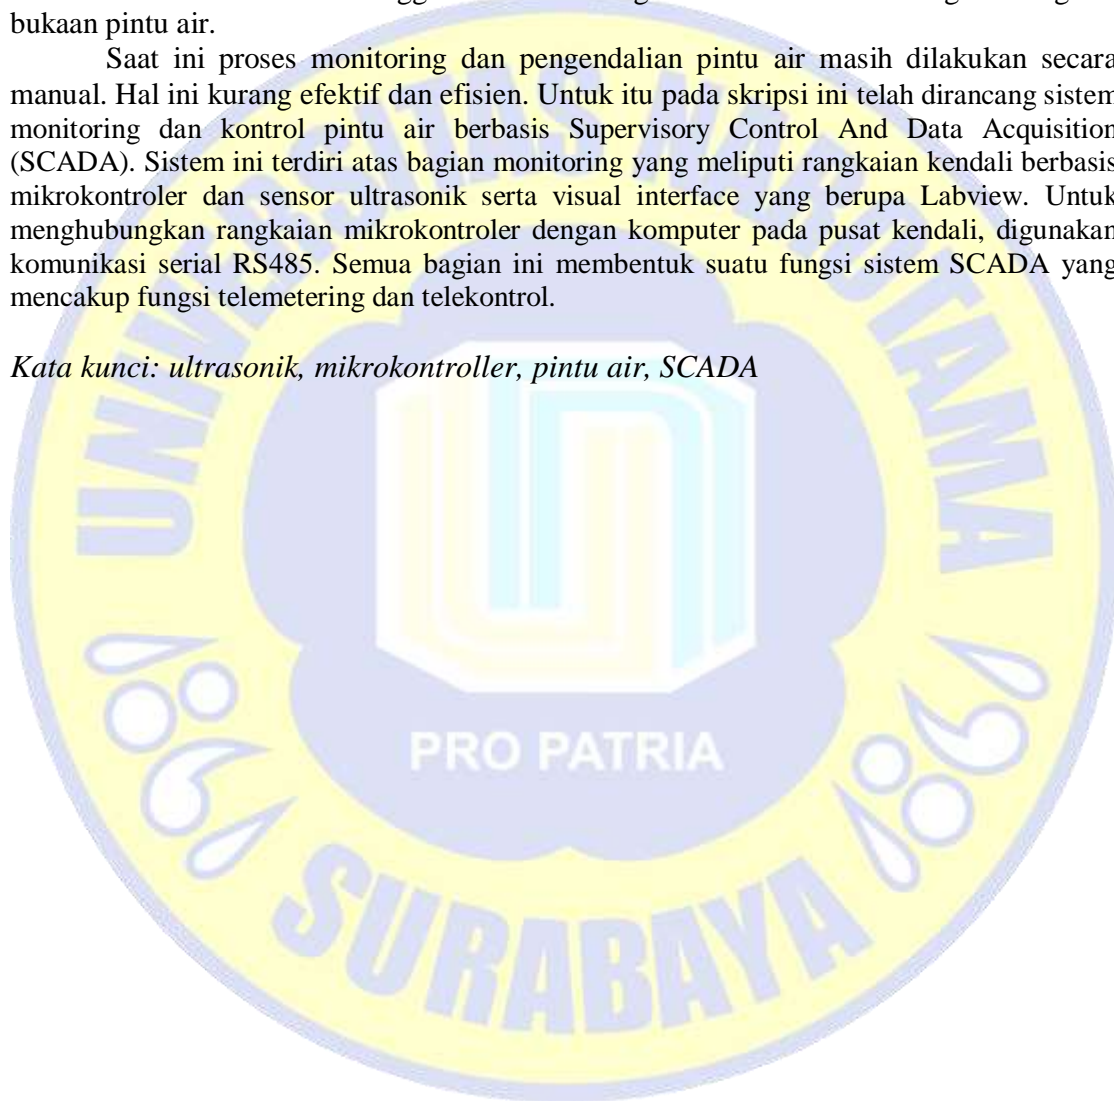 bukaan pintu air.
Saat ini proses monitoring dan pengendalian pintu air masih dilakukan secara
manual. Hal ini kurang efektif dan efisien. Untuk itu pada skripsi ini telah dirancang sistem
monitoring dan kontrol pintu air berbasis Supervisory Control And Data Acquisition
(SCADA). Sistem ini terdiri atas bagian monitoring yang meliputi rangkaian kendali berbasis
mikrokontroler dan sensor ultrasonik serta visual interface yang berupa Labview. Untuk
menghubungkan rangkaian mikrokontroler dengan komputer pada pusat kendali, digunakan
komunikasi serial RS485. Semua bagian ini membentuk suatu fungsi sistem SCADA yang
mencakup fungsi telemetering dan telekontrol.
Kata kunci: ultrasonik, mikrokontroller, pintu air, SCADA
UNIVERSITAS NAROTAMA
PRO PATRIA
SURABAYA